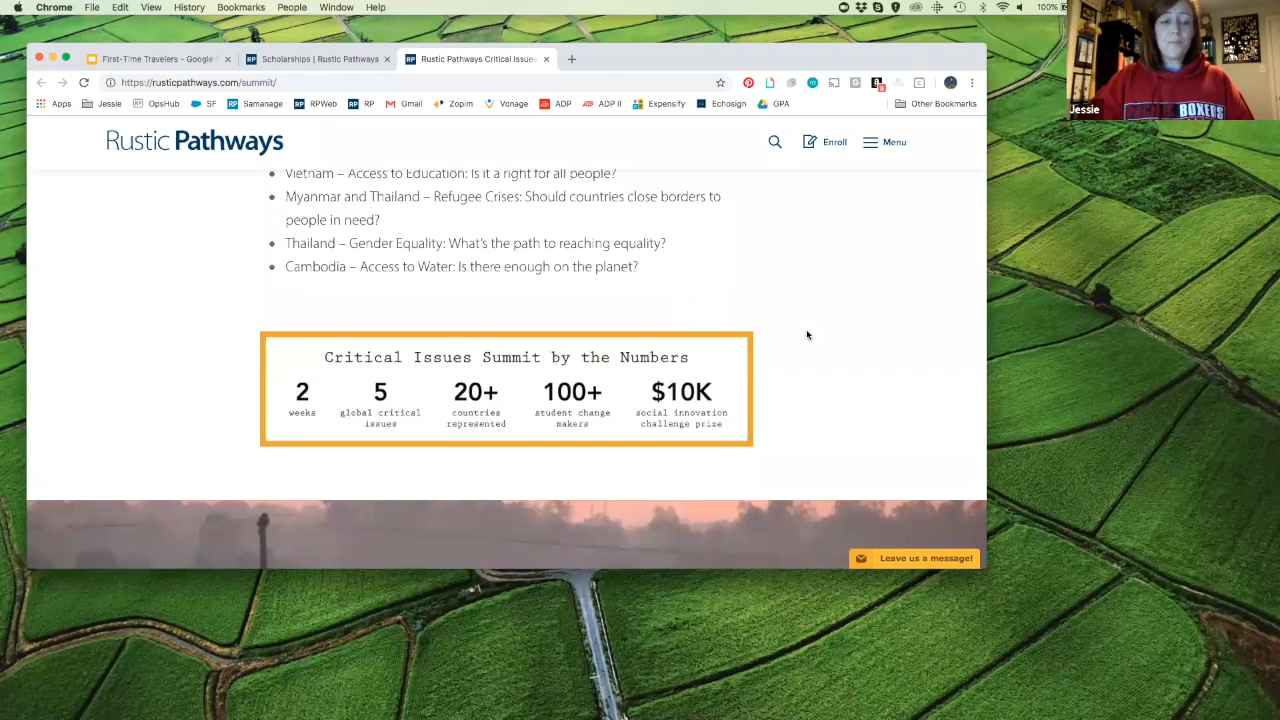 Chrome File Edit View History Bookmarks People Window Help 100%
First-Time Travelers - Google
Scholarships | Rustic Pathways
Rustic Pathways Critical Issues
https://rusticpathways.com/summit/
Apps Jessie OpsHub SF Samanage RPWeb RP Gmail Zopim Vonage ADP ADP II Expensify Echosign GPA Other Bookmarks
Jessie
BOXERS
Rustic Pathways
Enroll
Menu
Vietnam – Access to Education: Is it a right for all people?
Myanmar and Thailand – Refugee Crises: Should countries close borders to
people in need?
Thailand – Gender Equality: What's the path to reaching equality?
Cambodia – Access to Water: Is there enough on the planet?
Critical Issues Summit by the Numbers
2 5 20+ 100+ $10K
weeks global critical countries student change social innovation
issues represented makers challenge prize
Leave us a message!